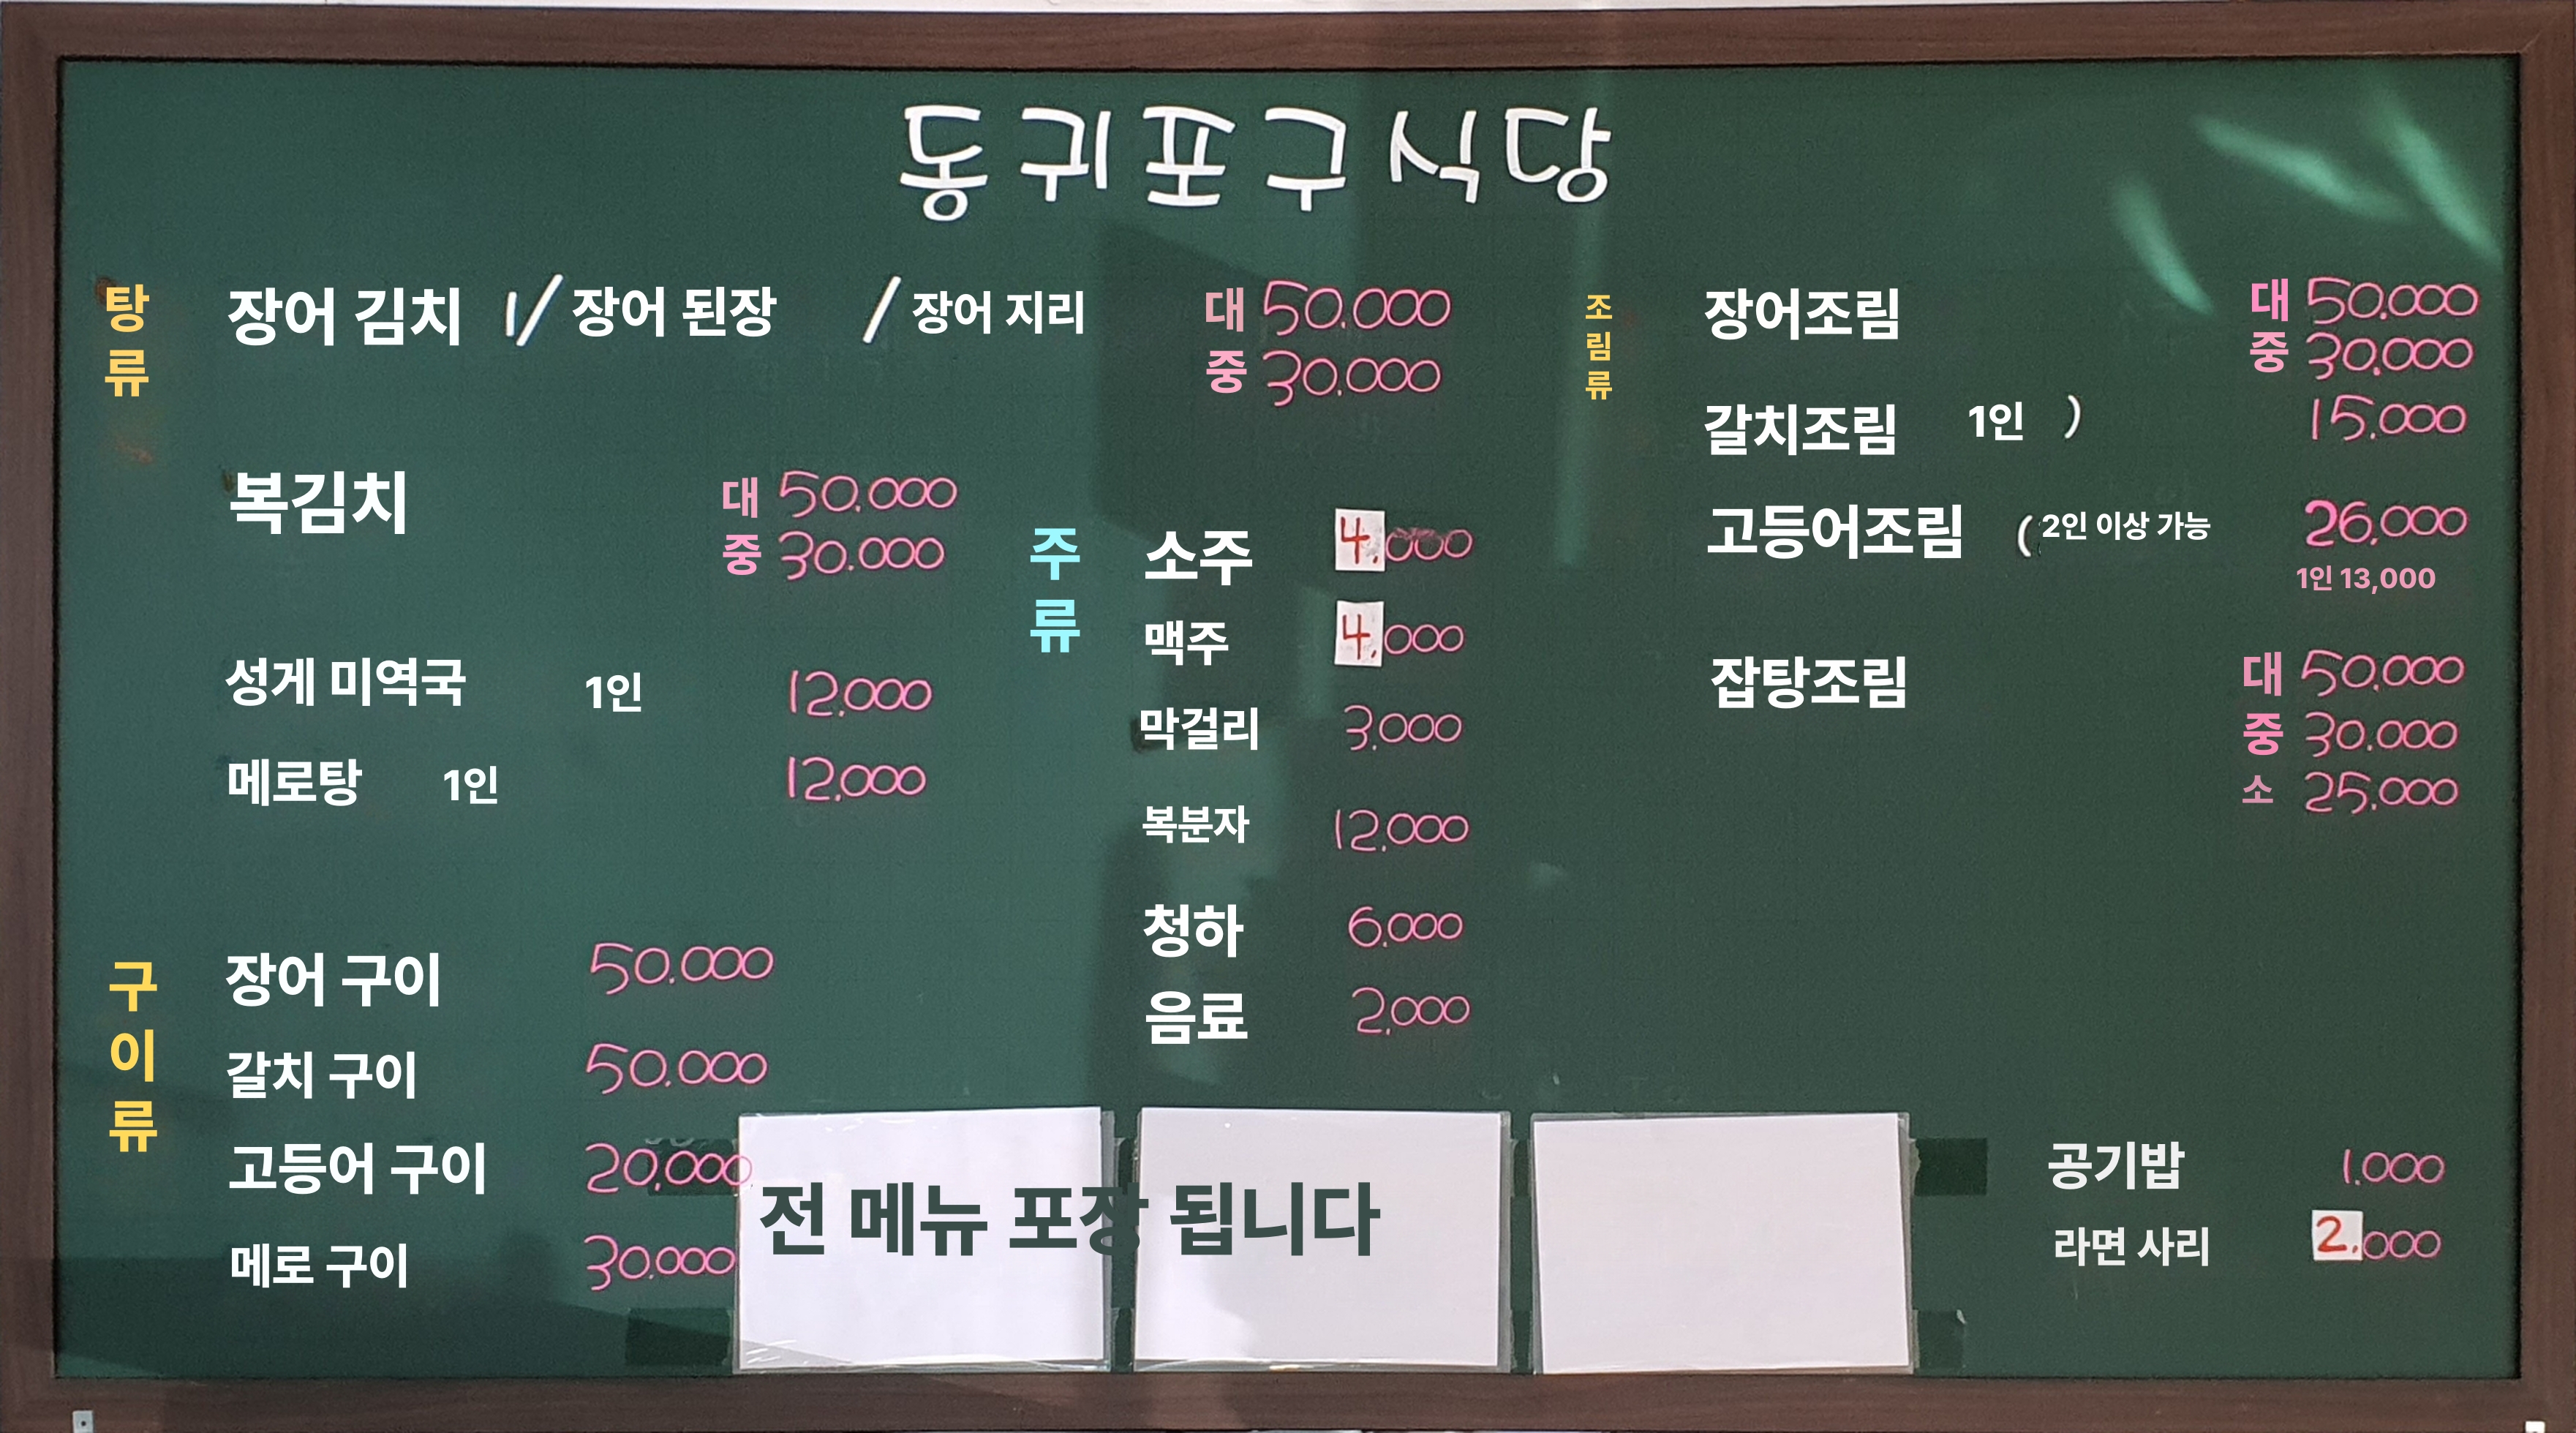 동귀포구식당
탕류
장어 김치 / 장어 된장 / 장어 지리 대 50.000
중 30.000
복김치 대 50.000
중 30.000
성게 미역국 1인 12.000
메로탕 1인 12.000
구이류
장어 구이 50.000
갈치 구이 50.000
고등어 구이 20,000
메로 구이 30.000
주류
소주 4.000
맥주 4.000
막걸리 3.000
복분자 12.000
청하 6.000
음료 2.000
조림류
장어조림 대 50.000
중 30.000
갈치조림 1인 ) 15.000
고등어조림 ( 2인 이상 가능 26,000
1인 13,000
잡탕조림 대 50.000
중 30.000
소 25.000
공기밥 1.000
라면 사리 2.000
전 메뉴 포장 됩니다